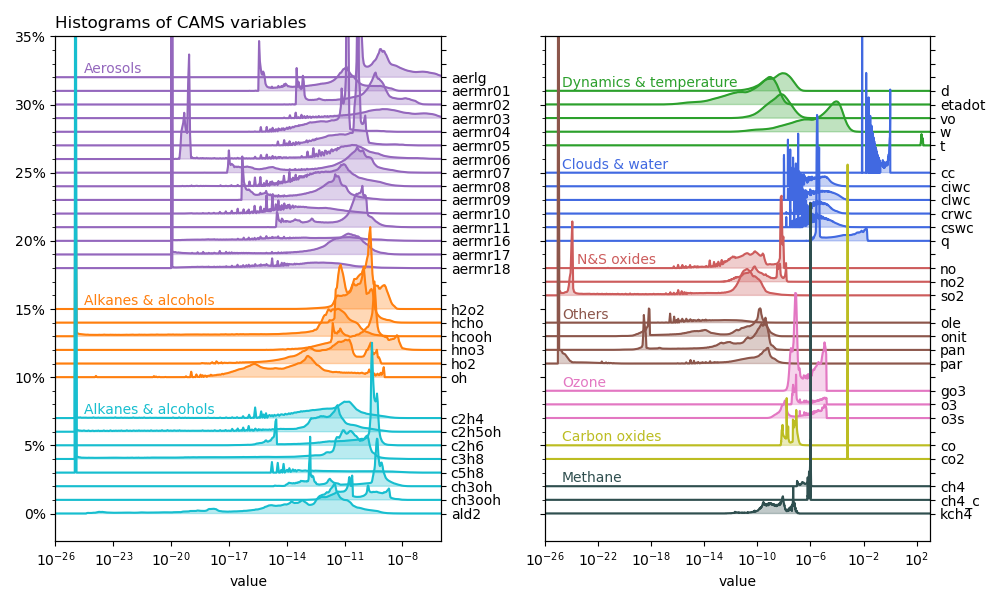 Histograms of CAMS variables
35%
30%
25%
20%
15%
10%
5%
0%
Aerosols
aerlg
aermr01
aermr02
aermr03
aermr04
aermr05
aermr06
aermr07
aermr08
aermr09
aermr10
aermr11
aermr16
aermr17
aermr18
Alkanes & alcohols
h2o2
hcho
hcooh
hno3
ho2
oh
Alkanes & alcohols
c2h4
c2h5oh
c2h6
c3h8
c5h8
ch3oh
ch3ooh
ald2
10⁻²⁶ 10⁻²³ 10⁻²⁰ 10⁻¹⁷ 10⁻¹⁴ 10⁻¹¹ 10⁻⁸
value
Dynamics & temperature
d
etadot
vo
w
t
Clouds & water
cc
ciwc
clwc
crwc
cswc
q
N&S oxides
no
no2
so2
Others
ole
onit
pan
par
Ozone
go3
o3
o3s
Carbon oxides
co
co2
Methane
ch4
ch4_c
kch4
10⁻²⁶ 10⁻²² 10⁻¹⁸ 10⁻¹⁴ 10⁻¹⁰ 10⁻⁶ 10⁻² 10²
value